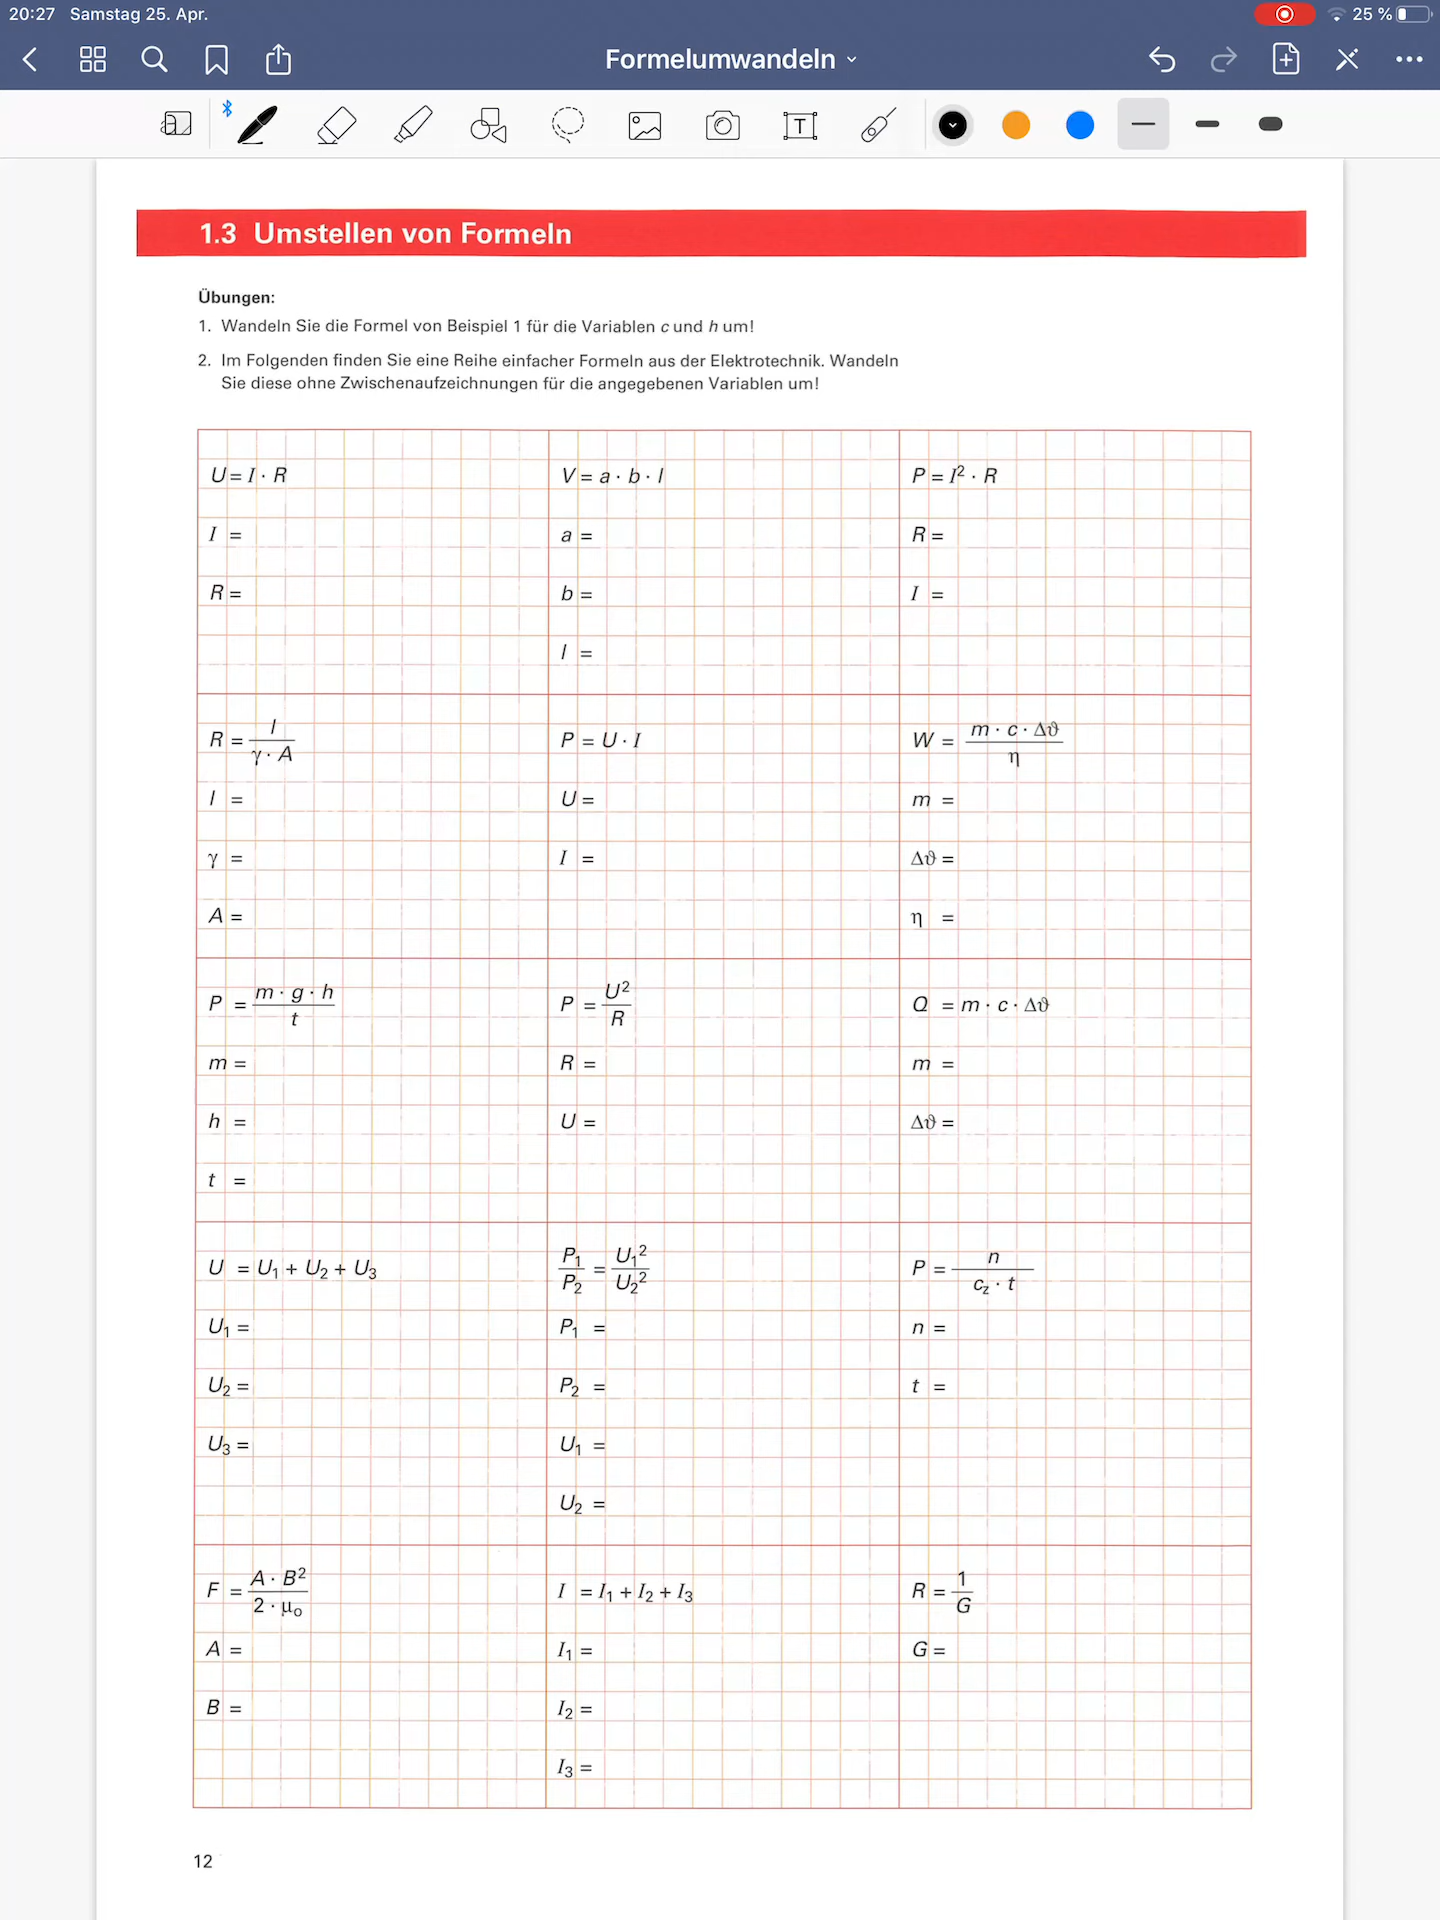 20:27 Samstag 25. Apr.
25 %
Formelumwandeln
1.3 Umstellen von Formeln
Übungen:
1. Wandeln Sie die Formel von Beispiel 1 für die Variablen c und h um!
2. Im Folgenden finden Sie eine Reihe einfacher Formeln aus der Elektrotechnik. Wandeln
Sie diese ohne Zwischenaufzeichnungen für die angegebenen Variablen um!
U = I · R
I =
R =
V = a · b · l
a =
b =
l =
P = I² · R
R =
I =
R = l / (γ · A)
l =
γ =
A =
P = U · I
U =
I =
W = (m · c · Δϑ) / η
m =
Δϑ =
η =
P = (m · g · h) / t
m =
h =
t =
P = U² / R
R =
U =
Q = m · c · Δϑ
m =
Δϑ =
U = U₁ + U₂ + U₃
U₁ =
U₂ =
U₃ =
P₁ / P₂ = U₁² / U₂²
P₁ =
P₂ =
U₁ =
U₂ =
P = n / (c_z · t)
n =
t =
F = (A · B²) / (2 · μ₀)
A =
B =
I = I₁ + I₂ + I₃
I₁ =
I₂ =
I₃ =
R = 1 / G
G =
12